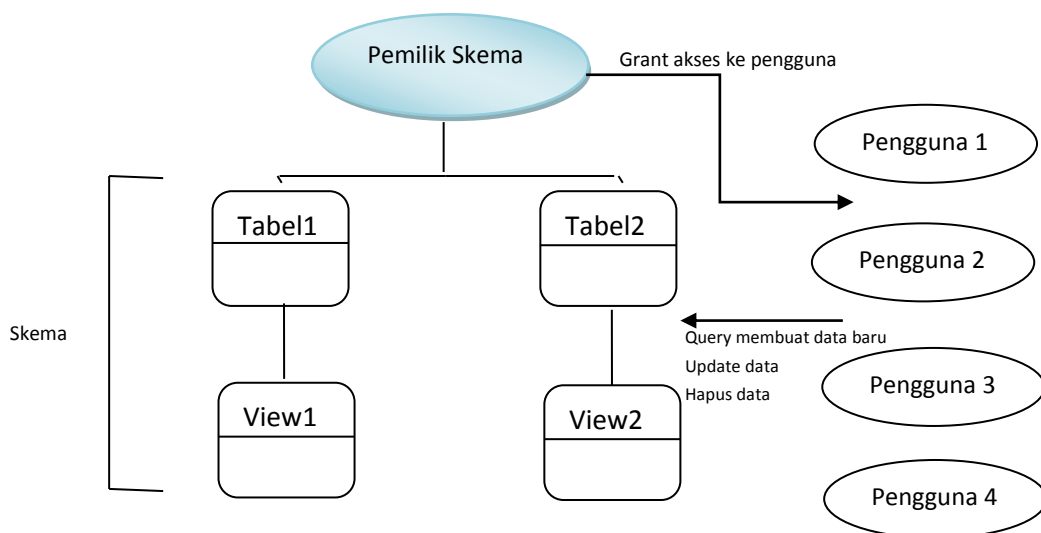 Pemilik Skema
Grant akses ke pengguna
Pengguna 1
Tabel1
Tabel2
Pengguna 2
Skema
Query membuat data baru
Update data
Hapus data
Pengguna 3
View1
View2
Pengguna 4